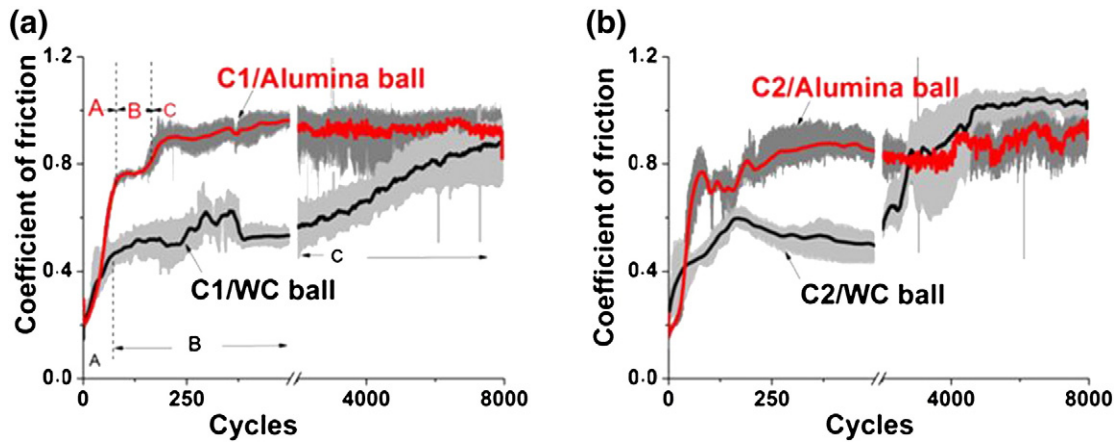 (a)
1.2
0.8
0.4
0.0
Coefficient of friction
A B C
C1/Alumina ball
C1/WC ball
C
A
B
0 250 4000 8000
Cycles
(b)
1.2
0.8
0.4
0.0
Coefficient of friction
C2/Alumina ball
C2/WC ball
0 250 4000 8000
Cycles